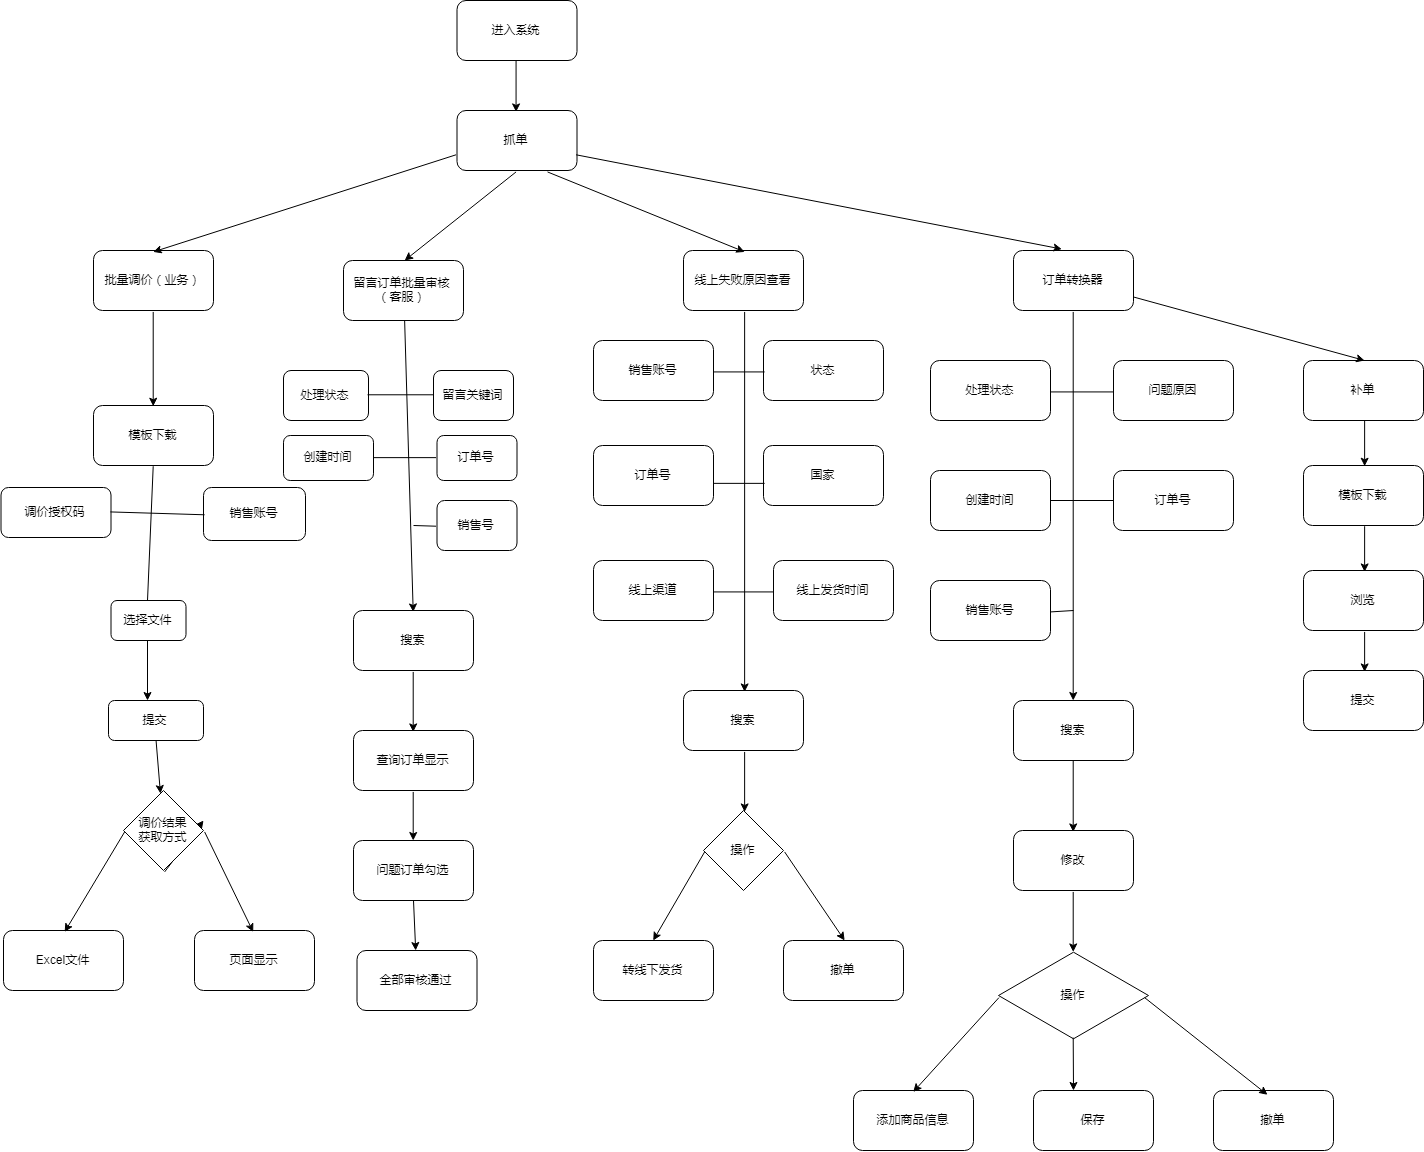 进入系统
抓单
批量调价（业务）
留言订单批量审核
（客服）
线上失败原因查看
订单转换器
销售账号
状态
处理状态
问题原因
补单
处理状态
留言关键词
模板下载
创建时间
订单号
订单号
国家
模板下载
创建时间
订单号
调价授权码
销售账号
销售号
线上渠道
线上发货时间
浏览
销售账号
选择文件
搜索
提交
提交
搜索
搜索
查询订单显示
调价结果
获取方式
操作
修改
问题订单勾选
Excel文件
页面显示
转线下发货
撤单
全部审核通过
操作
添加商品信息
保存
撤单